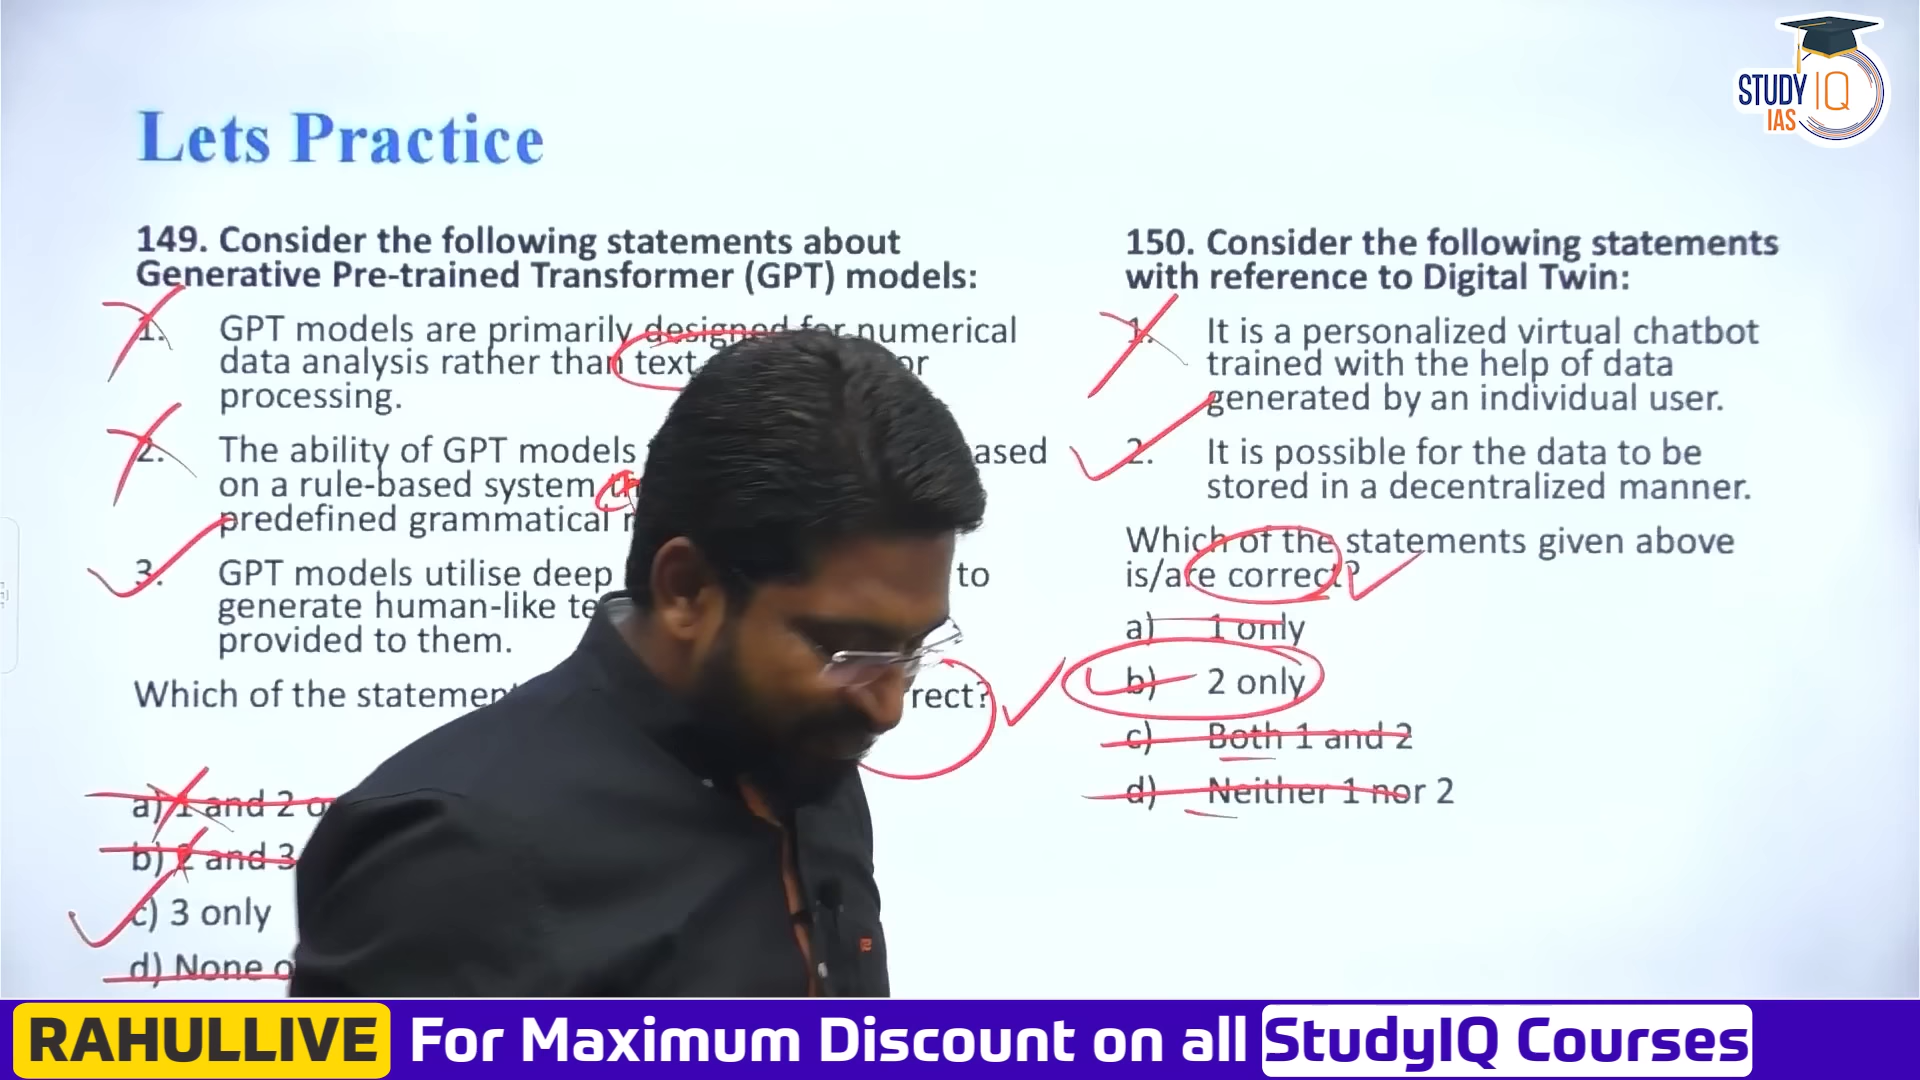 STUDY IQ
IAS
Lets Practice
149. Consider the following statements about
Generative Pre-trained Transformer (GPT) models:
1. GPT models are primarily designed for numerical
data analysis rather than text
processing.
2. The ability of GPT models
on a rule-based system
predefined grammatical
3. GPT models utilise deep to
generate human-like
provided to them.
Which of the
a) 1 and 2
b) 2 and 3
c) 3 only
d) None
150. Consider the following statements
with reference to Digital Twin:
1. It is a personalized virtual chatbot
trained with the help of data
generated by an individual user.
2. It is possible for the data to be
stored in a decentralized manner.
Which of the statements given above
is/are correct?
a) 1 only
b) 2 only
c) Both 1 and 2
d) Neither 1 nor 2
RAHULLIVE For Maximum Discount on all StudyIQ Courses